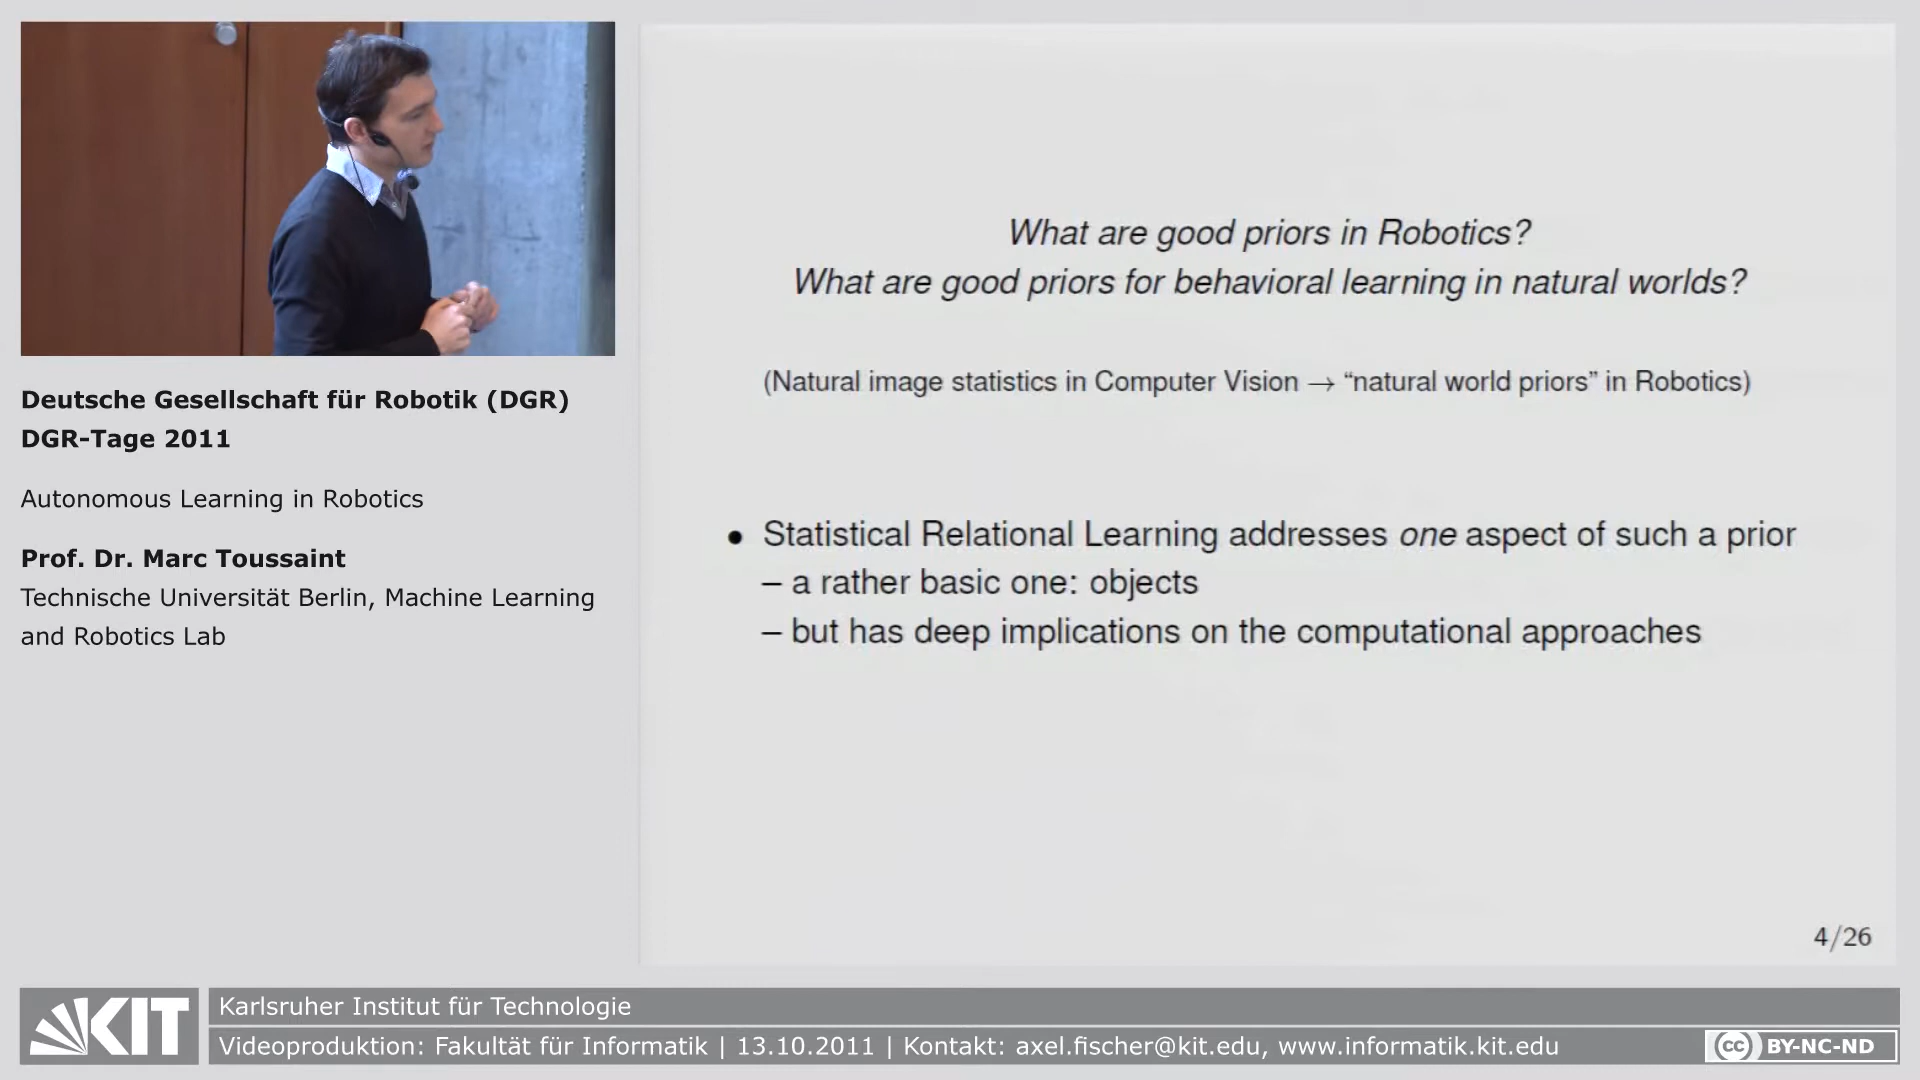 What are good priors in Robotics?
What are good priors for behavioral learning in natural worlds?
(Natural image statistics in Computer Vision → “natural world priors” in Robotics)
• Statistical Relational Learning addresses one aspect of such a prior
– a rather basic one: objects
– but has deep implications on the computational approaches
4/26
Deutsche Gesellschaft für Robotik (DGR)
DGR-Tage 2011
Autonomous Learning in Robotics
Prof. Dr. Marc Toussaint
Technische Universität Berlin, Machine Learning
and Robotics Lab
KIT
Karlsruher Institut für Technologie
Videoproduktion: Fakultät für Informatik | 13.10.2011 | Kontakt: axel.fischer@kit.edu, www.informatik.kit.edu
cc BY-NC-ND